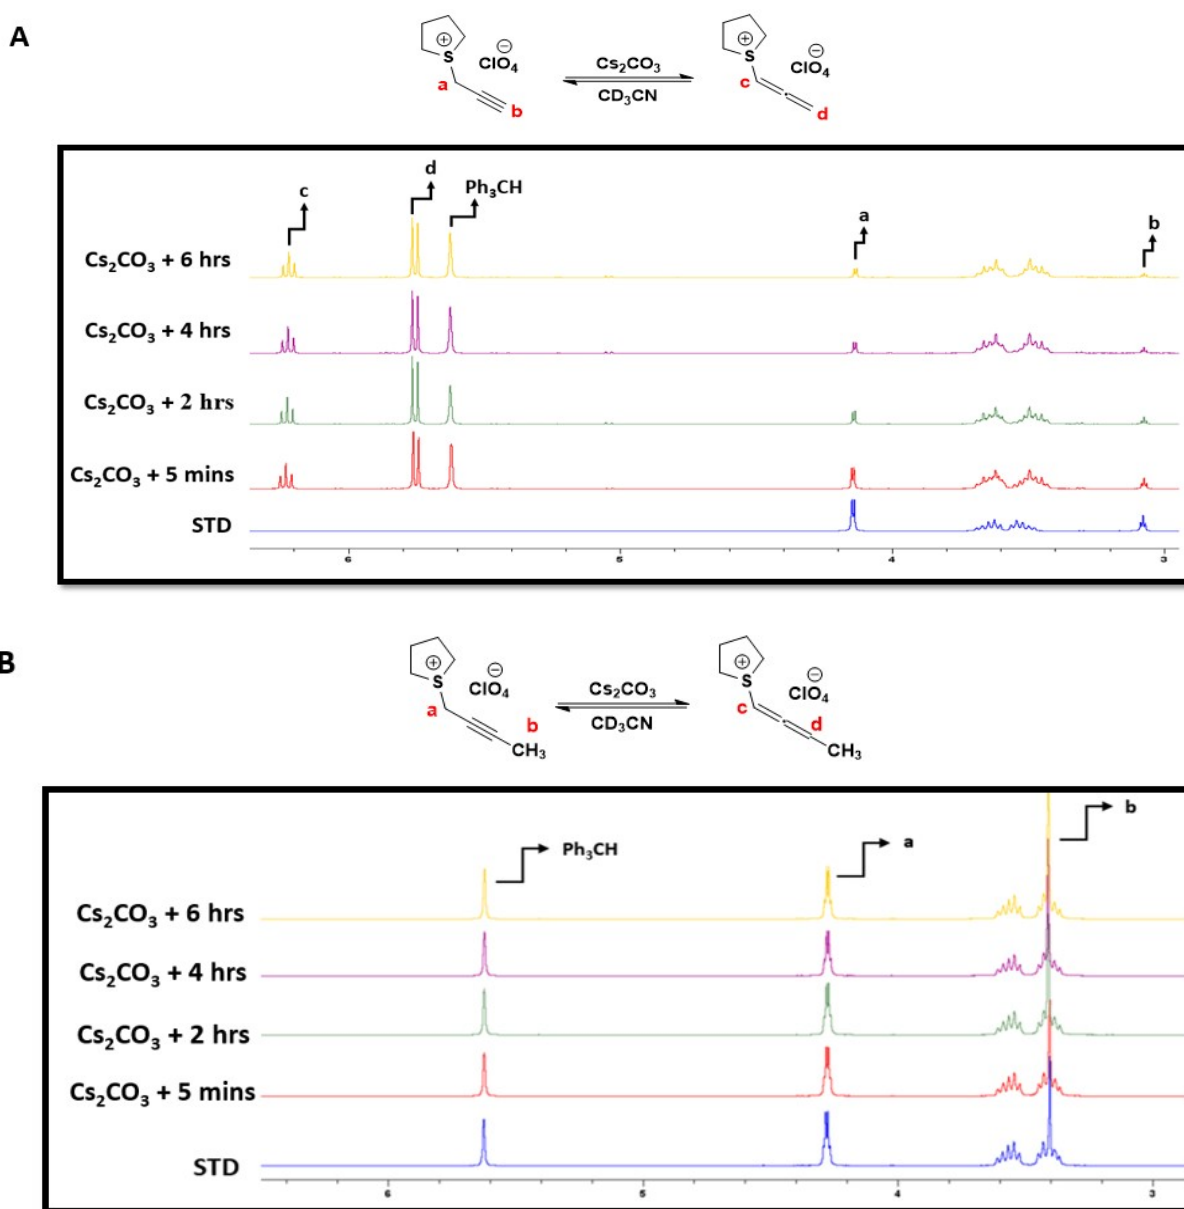 A
S ⊕ ClO4 ⊖
a
b
Cs2CO3
CD3CN
S ⊕ ClO4 ⊖
c
d
c
d
Ph3CH
a
b
Cs2CO3 + 6 hrs
Cs2CO3 + 4 hrs
Cs2CO3 + 2 hrs
Cs2CO3 + 5 mins
STD
6 5 4 3
B
S ⊕ ClO4 ⊖
a
b
CH3
Cs2CO3
CD3CN
S ⊕ ClO4 ⊖
c
d
CH3
Ph3CH
a
b
Cs2CO3 + 6 hrs
Cs2CO3 + 4 hrs
Cs2CO3 + 2 hrs
Cs2CO3 + 5 mins
STD
6 5 4 3